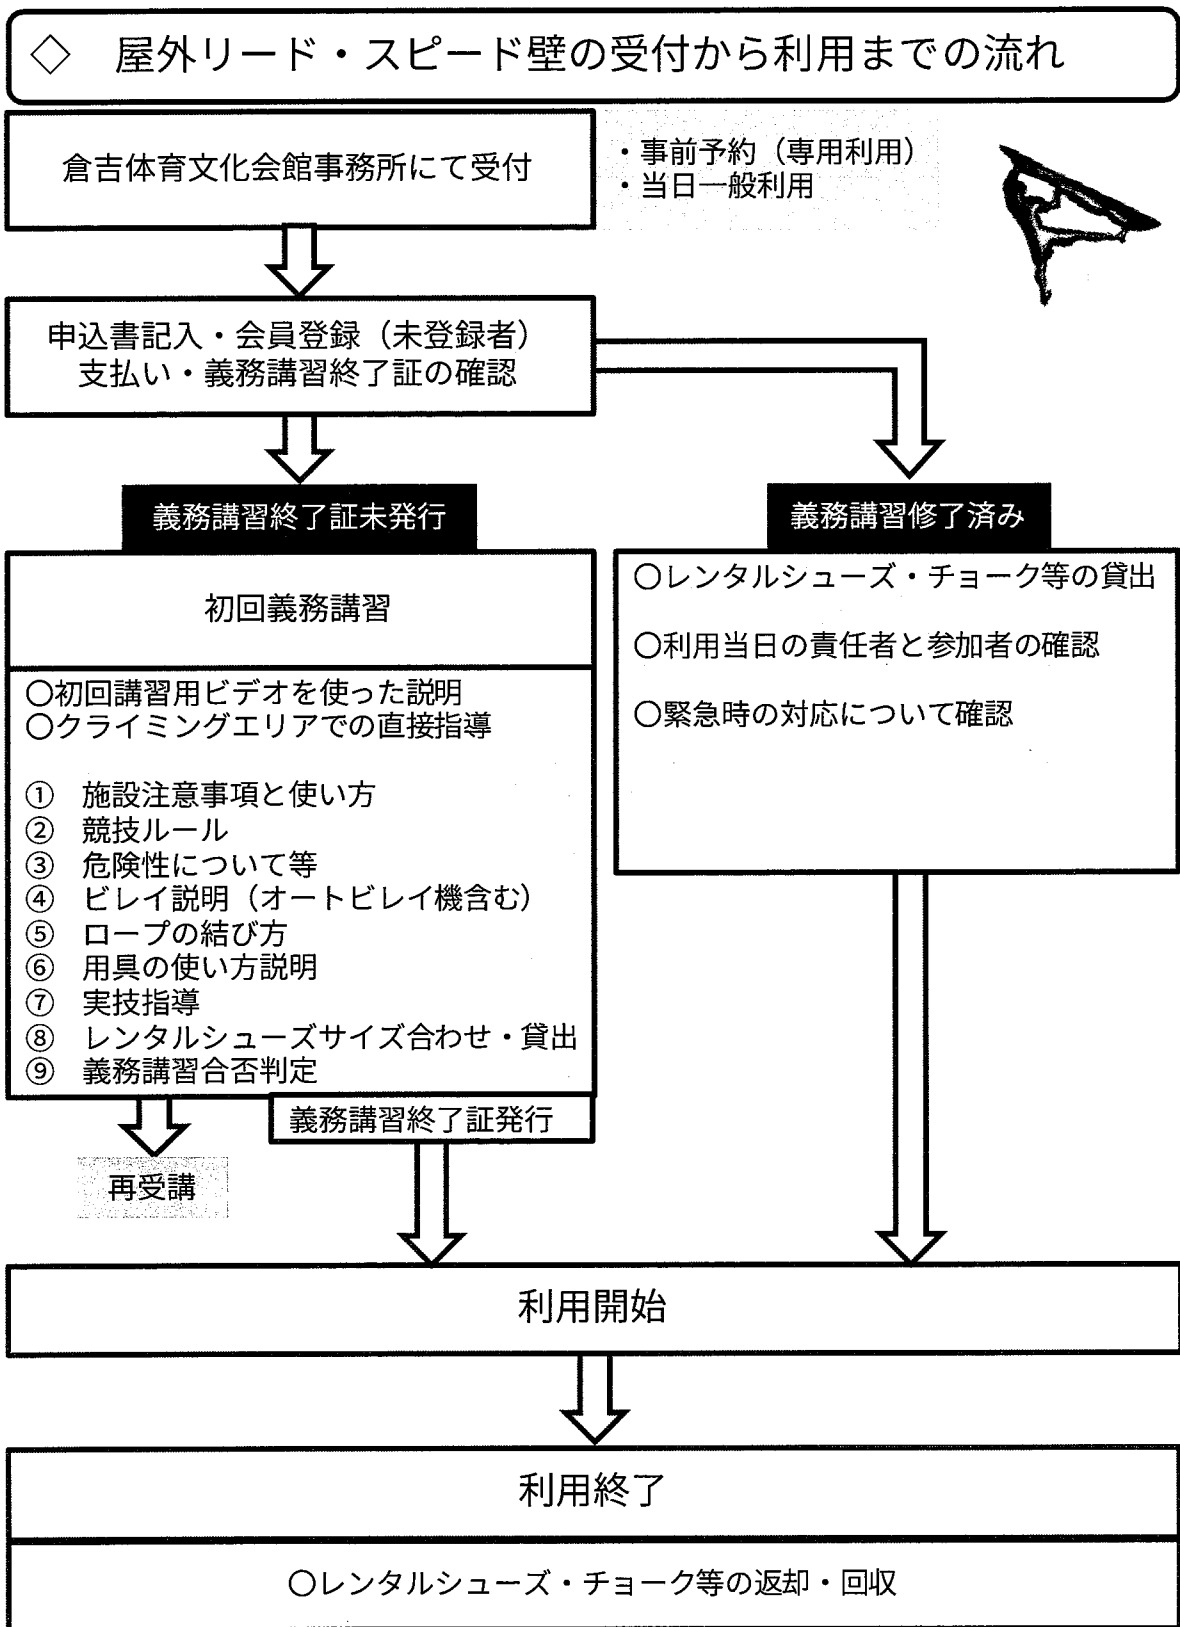 ◇　屋外リード・スピード壁の受付から利用までの流れ
倉吉体育文化会館事務所にて受付
・事前予約（専用利用）
・当日一般利用
申込書記入・会員登録（未登録者）
支払い・義務講習終了証の確認
義務講習終了証未発行
初回義務講習
〇初回講習用ビデオを使った説明
〇クライミングエリアでの直接指導
①　施設注意事項と使い方
②　競技ルール
③　危険性について等
④　ビレイ説明（オートビレイ機含む）
⑤　ロープの結び方
⑥　用具の使い方説明
⑦　実技指導
⑧　レンタルシューズサイズ合わせ・貸出
⑨　義務講習合否判定
義務講習終了証発行
再受講
義務講習修了済み
〇レンタルシューズ・チョーク等の貸出
〇利用当日の責任者と参加者の確認
〇緊急時の対応について確認
利用開始
利用終了
〇レンタルシューズ・チョーク等の返却・回収